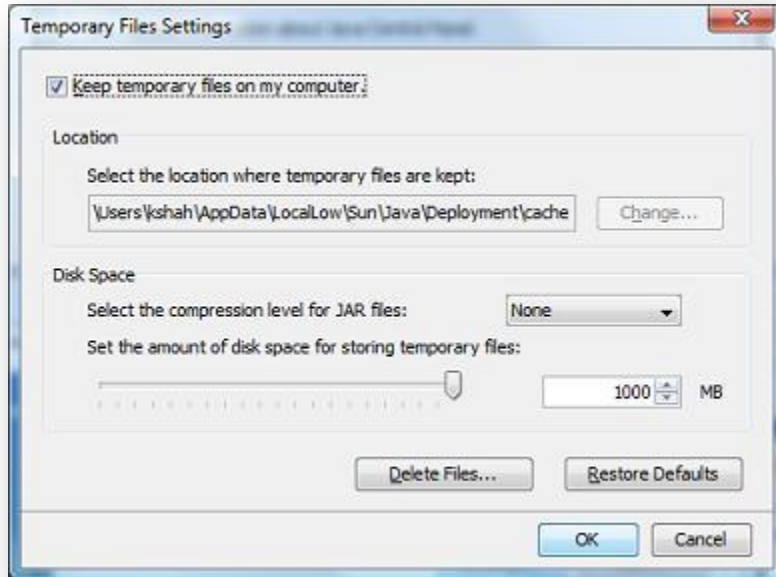 Temporary Files Settings
Keep temporary files on my computer.
Location
Select the location where temporary files are kept:
\Users\kshah\AppData\LocalLow\Sun\Java\Deployment\cache
Change...
Disk Space
Select the compression level for JAR files:
None
Set the amount of disk space for storing temporary files:
1000 MB
Delete Files...
Restore Defaults
OK
Cancel